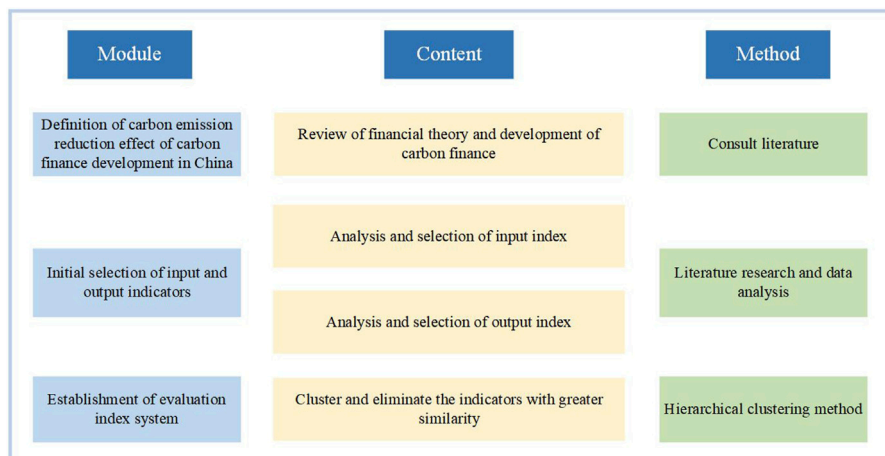 Module
Content
Method
Definition of carbon emission
reduction effect of carbon
finance development in China
Review of financial theory and development of
carbon finance
Consult literature
Initial selection of input and
output indicators
Analysis and selection of input index
Analysis and selection of output index
Literature research and data
analysis
Establishment of evaluation
index system
Cluster and eliminate the indicators with greater
similarity
Hierarchical clustering method